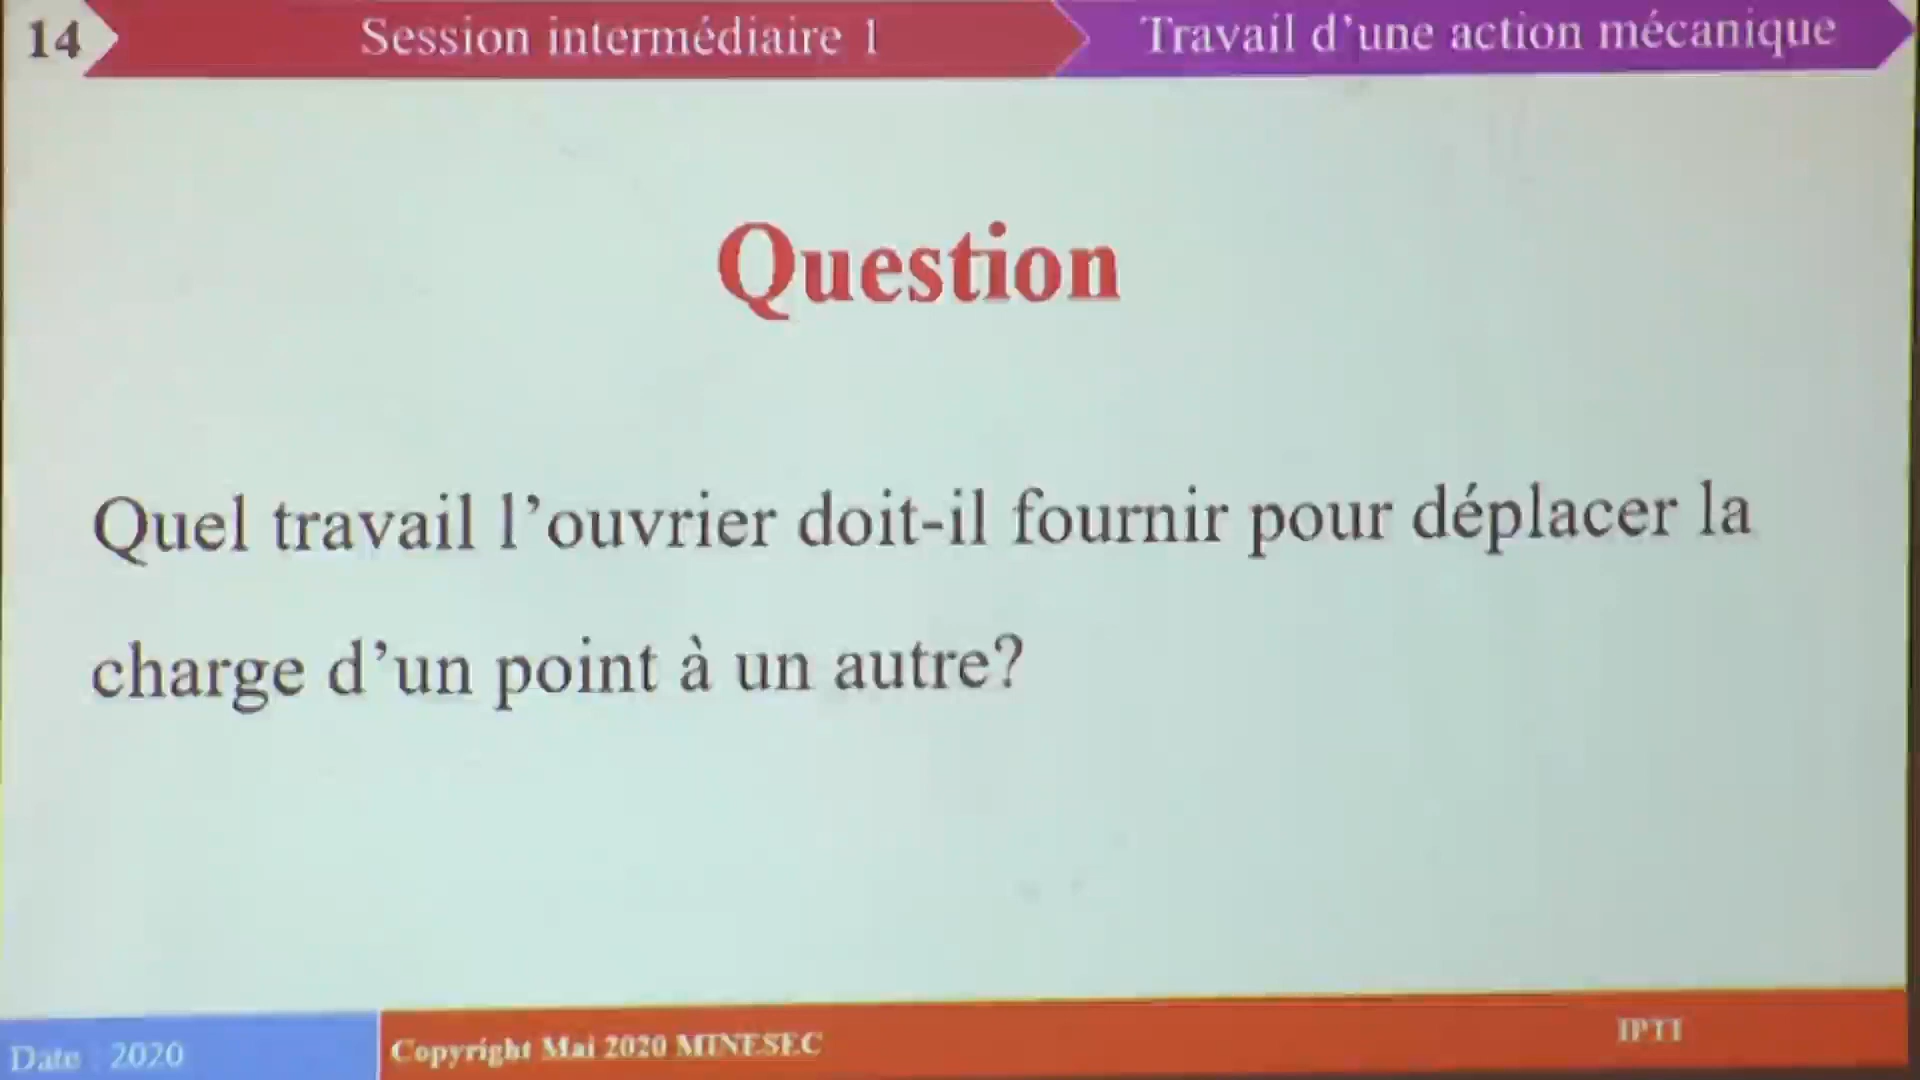 14
Session intermédiaire 1
Travail d'une action mécanique
Question
Quel travail l'ouvrier doit-il fournir pour déplacer la
charge d'un point à un autre?
Date 2020
Copyright Mai 2020 MINESEC
IPTI